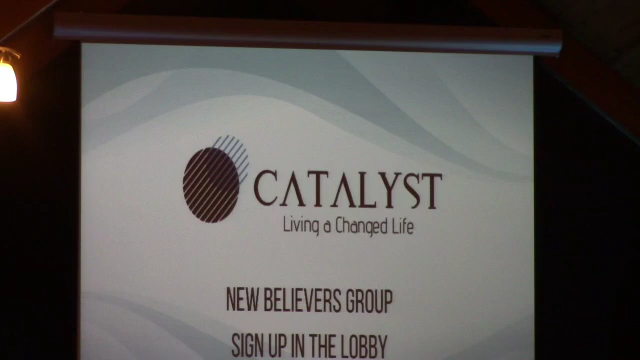 CATALYST
Living a Changed Life
NEW BELIEVERS GROUP
SIGN UP IN THE LOBBY